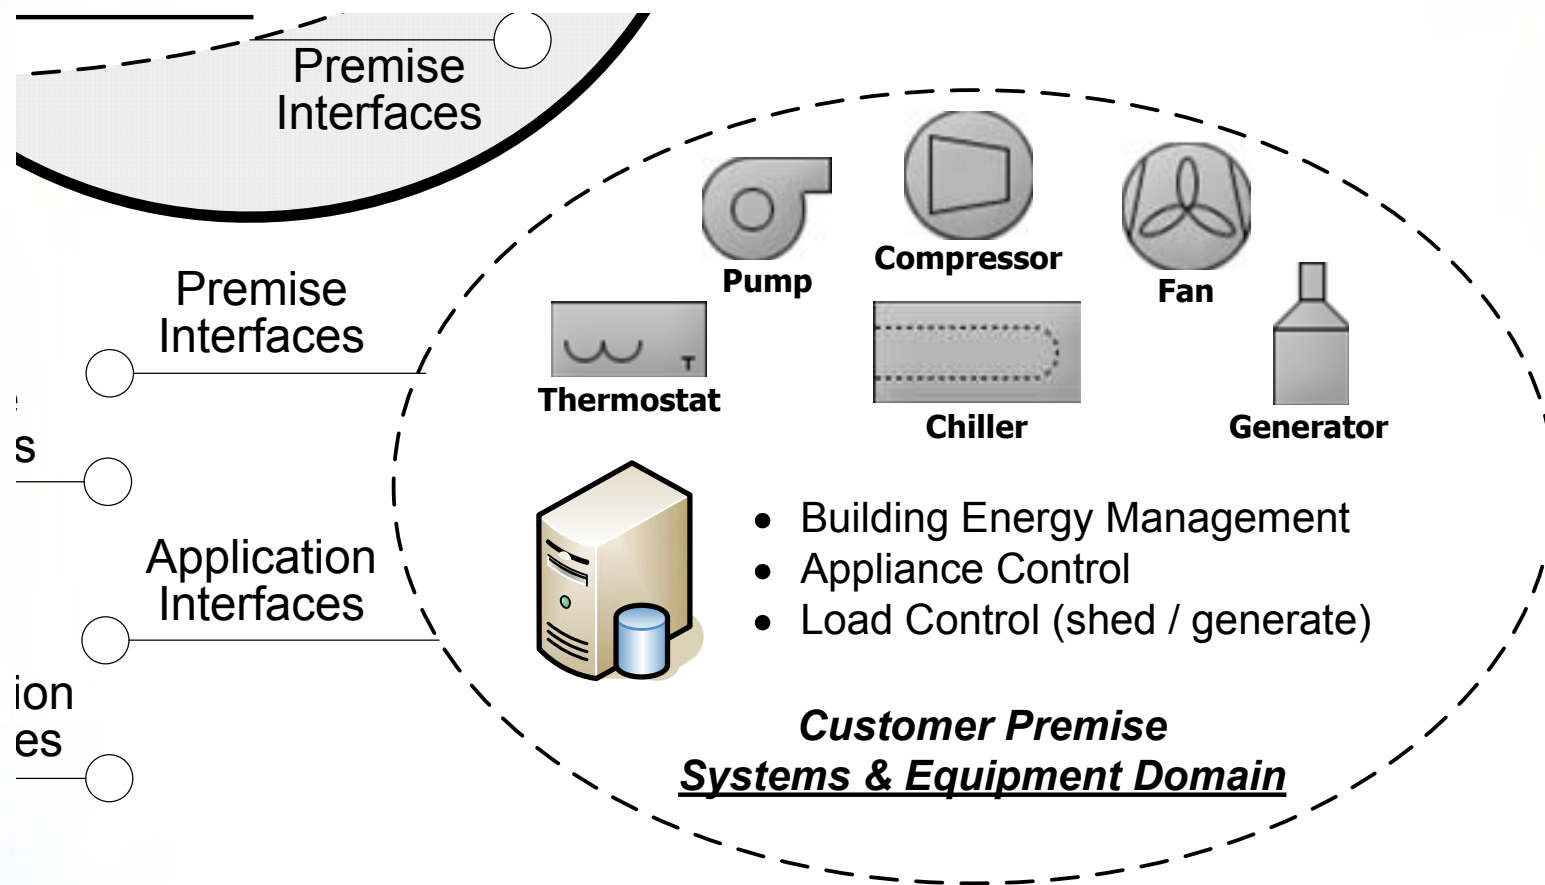 Premise
Interfaces
Compressor
Pump
Fan
Premise
Interfaces
Thermostat
Chiller
Generator
s
• Building Energy Management
Application
Interfaces
• Appliance Control
• Load Control (shed / generate)
ion
es
Customer Premise
Systems & Equipment Domain
T